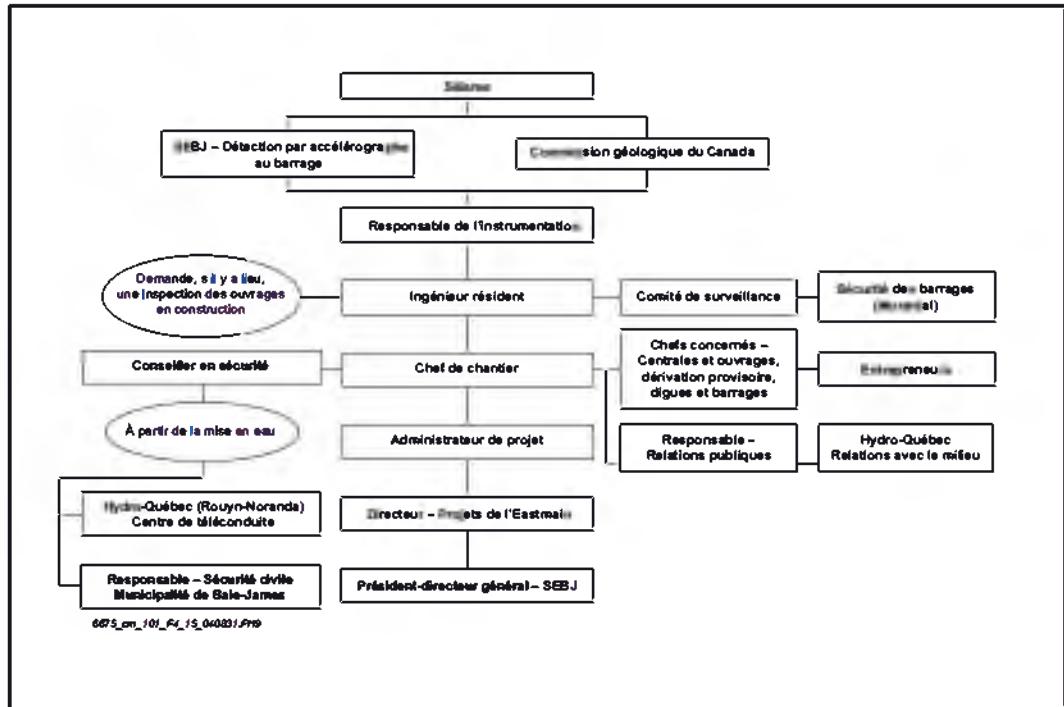 Séisme
SEBJ – Détection par accélérographe
au barrage
Commission géologique du Canada
Responsable de l'Instrumentation
Demande, s'il y a lieu,
une inspection des ouvrages
en construction
Ingénieur résident
Comité de surveillance
Sécurité des barrages
Conseiller en sécurité
Chef de chantier
Chefs concernés –
Centrales et ouvrages,
dérivation provisoire,
digues et barrages
Entrepreneurs
À partir de la mise en eau
Administrateur de projet
Responsable –
Relations publiques
Hydro-Québec
Relations avec le milieu
Hydro-Québec (Rouyn-Noranda)
Centre de téléconduite
Directeur – Projets de l'Eastmain
Responsable – Sécurité civile
Municipalité de Baie-James
Président-directeur général – SEBJ
6675_cm_101_F4_15_040831.FH9